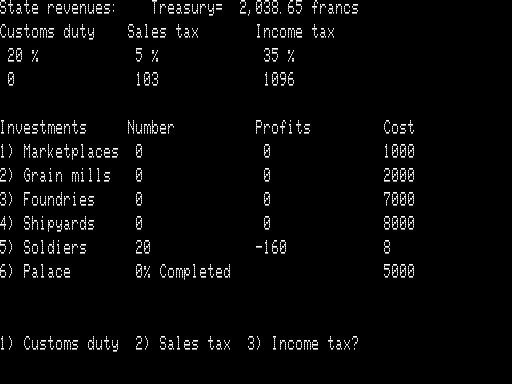 State revenues:    Treasury=  2,038.65 francs
Customs duty    Sales tax       Income tax
20 %            5 %             35 %
0               103             1096
Investments     Number          Profits         Cost
1) Marketplaces  0               0              1000
2) Grain mills   0               0              2000
3) Foundries     0               0              7000
4) Shipyards     0               0              8000
5) Soldiers      20             -160            8
6) Palace        0% Completed                   5000
1) Customs duty  2) Sales tax  3) Income tax?